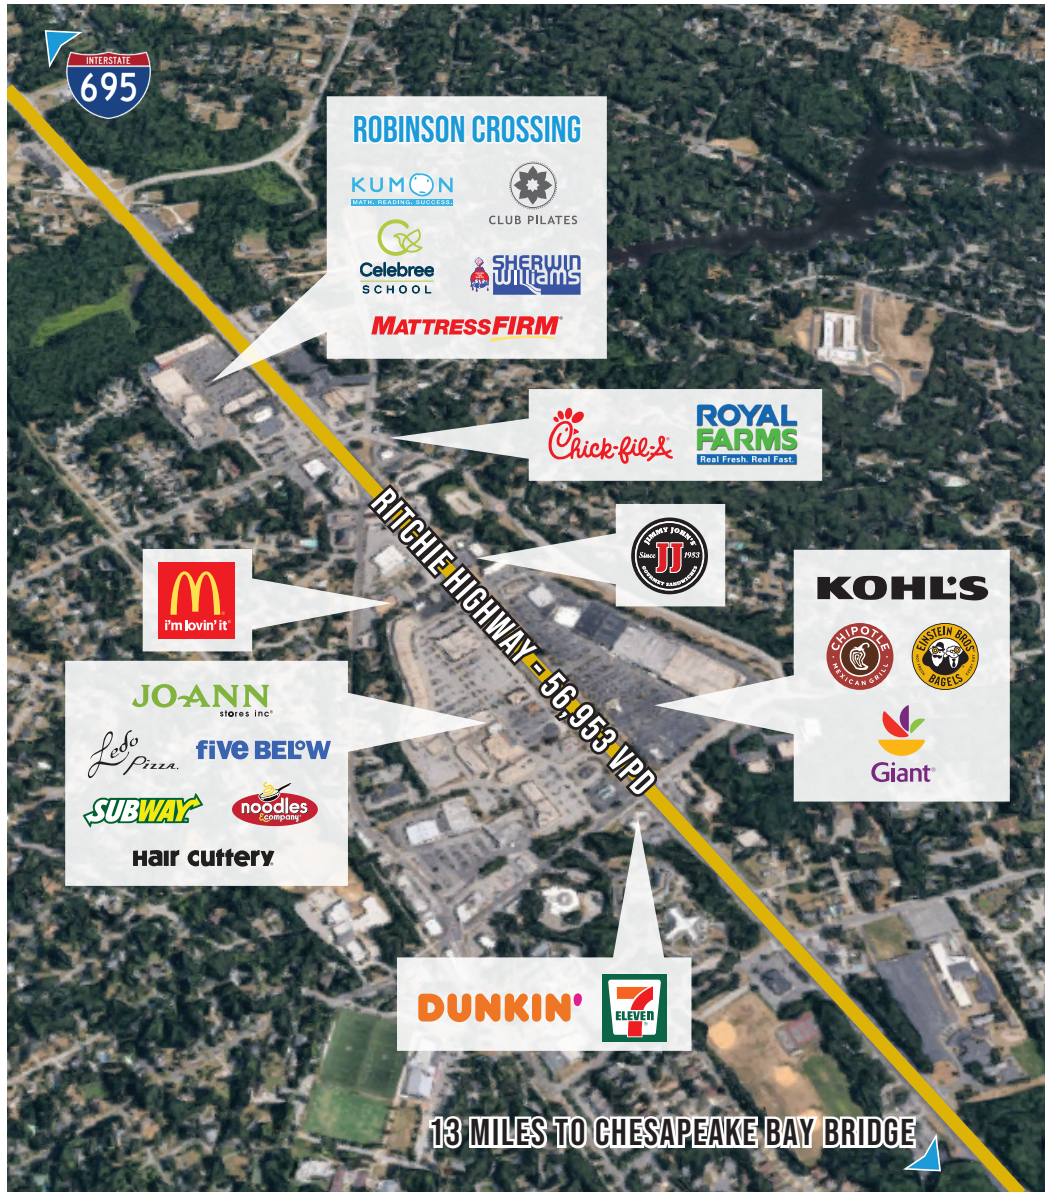 INTERSTATE
695
ROBINSON CROSSING
KUMON
MATH. READING. SUCCESS.
CLUB PILATES
Celebree
SCHOOL
SHERWIN
WILLIAMS
MATTRESSFIRM®
Chick-fil-A®
ROYAL
FARMS
Real Fresh. Real Fast.
RITCHIE HIGHWAY - 56,953 VPD
JIMMY JOHN'S
Since 1983
JJ
GOURMET SANDWICHES
i'm lovin' it®
KOHL'S
CHIPOTLE
MEXICAN GRILL
EINSTEIN BROS
BAGELS
Giant®
JO-ANN
stores inc®
Ledo
Pizza.
five BELOW
SUBWAY
noodles
&company®
Hair Cuttery
DUNKIN'
7
ELEVEN
13 MILES TO CHESAPEAKE BAY BRIDGE